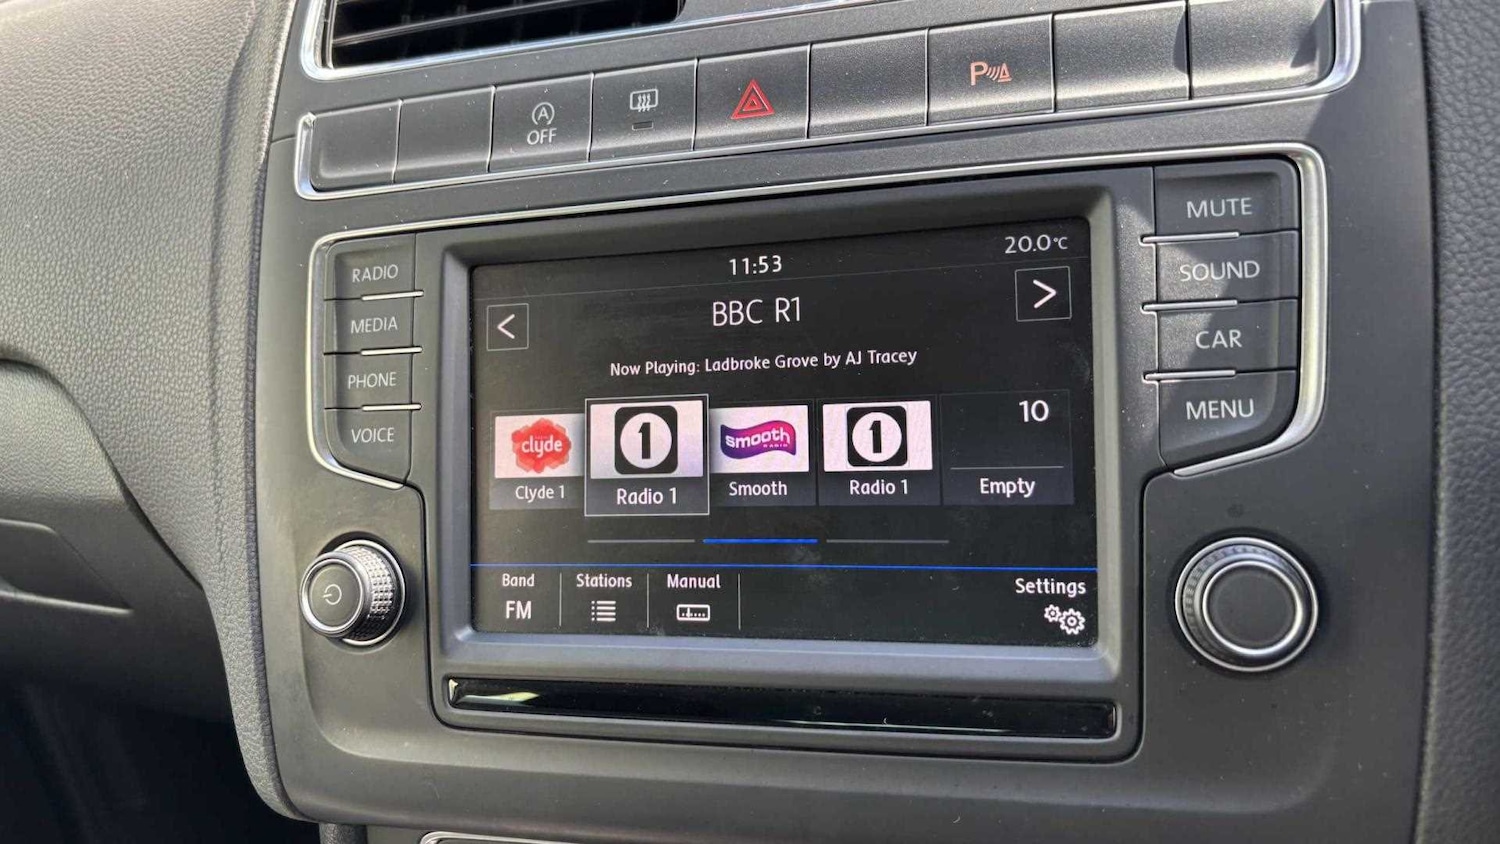 A
OFF
P
RADIO
MEDIA
PHONE
VOICE
11:53
20.0°C
<
BBC R1
>
Now Playing: Ladbroke Grove by AJ Tracey
clyde
Clyde 1
1
Radio 1
smooth
RADIO
Smooth
1
Radio 1
10
Empty
Band
FM
Stations
Manual
Settings
MUTE
SOUND
CAR
MENU